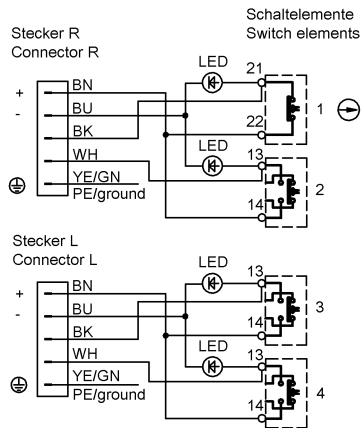 Schaltelemente
Switch elements
Stecker R
Connector R
LED
21
+
BN
-
BU
1
BK
22
LED
WH
13
YE/GN
2
PE/ground
14
Stecker L
Connector L
LED
13
+
BN
-
BU
3
BK
14
LED
WH
13
YE/GN
4
PE/ground
14